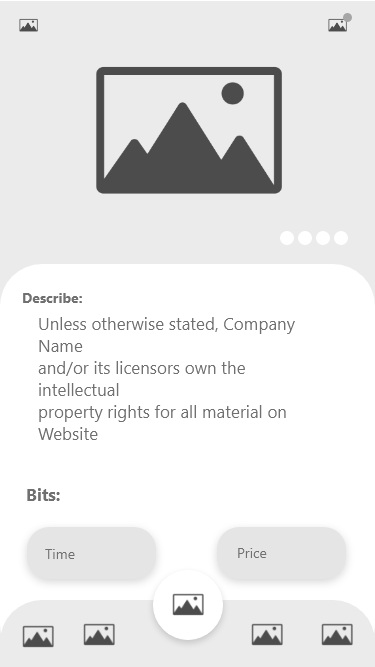 Describe:
Unless otherwise stated, Company
Name
and/or its licensors own the
intellectual
property rights for all material on
Website
Bits:
Time
Price